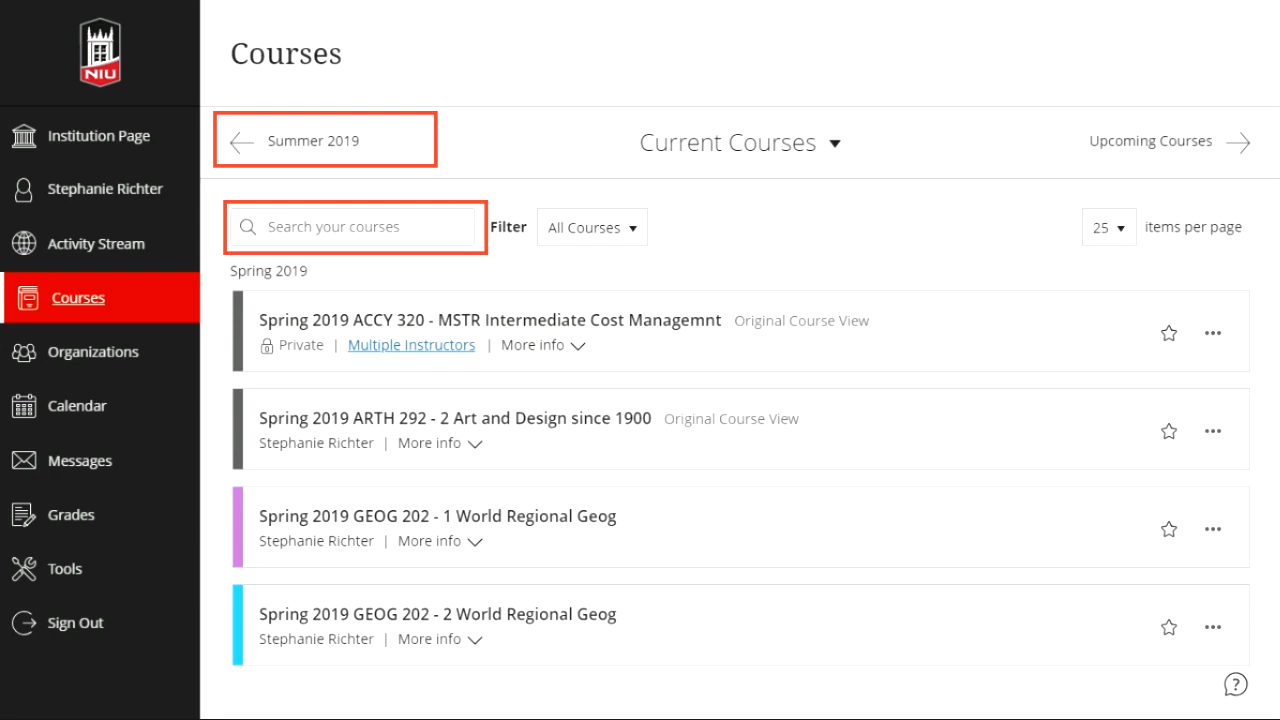 NIU
Institution Page
Stephanie Richter
Activity Stream
Courses
Organizations
Calendar
Messages
Grades
Tools
Sign Out
Courses
Summer 2019
Current Courses
Upcoming Courses
Search your courses
Filter
All Courses
25
items per page
Spring 2019
Spring 2019 ACCY 320 - MSTR Intermediate Cost Managemnt Original Course View
Private | Multiple Instructors | More info
Spring 2019 ARTH 292 - 2 Art and Design since 1900 Original Course View
Stephanie Richter | More info
Spring 2019 GEOG 202 - 1 World Regional Geog
Stephanie Richter | More info
Spring 2019 GEOG 202 - 2 World Regional Geog
Stephanie Richter | More info
?